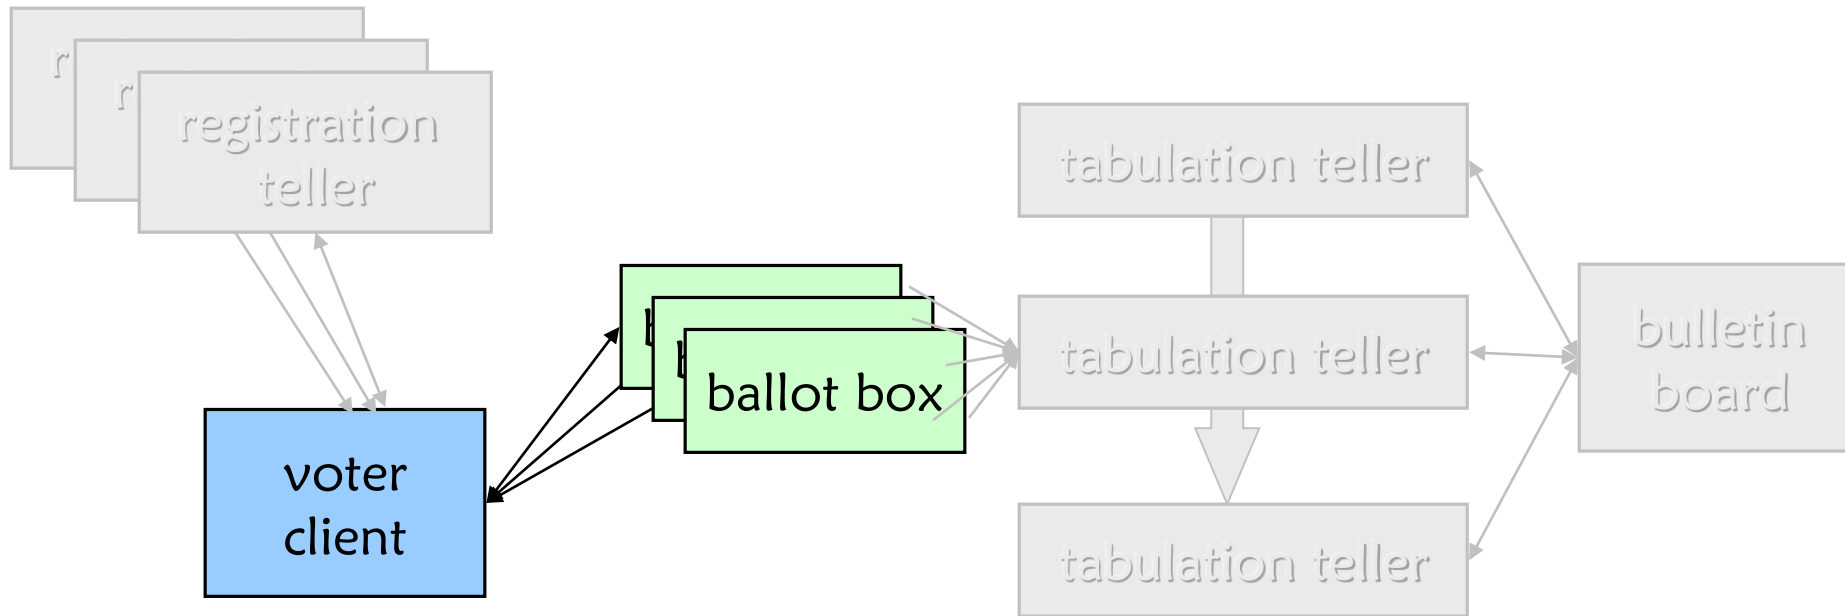 registration
teller
tabulation teller
tabulation teller
bulletin
board
ballot box
voter
client
tabulation teller